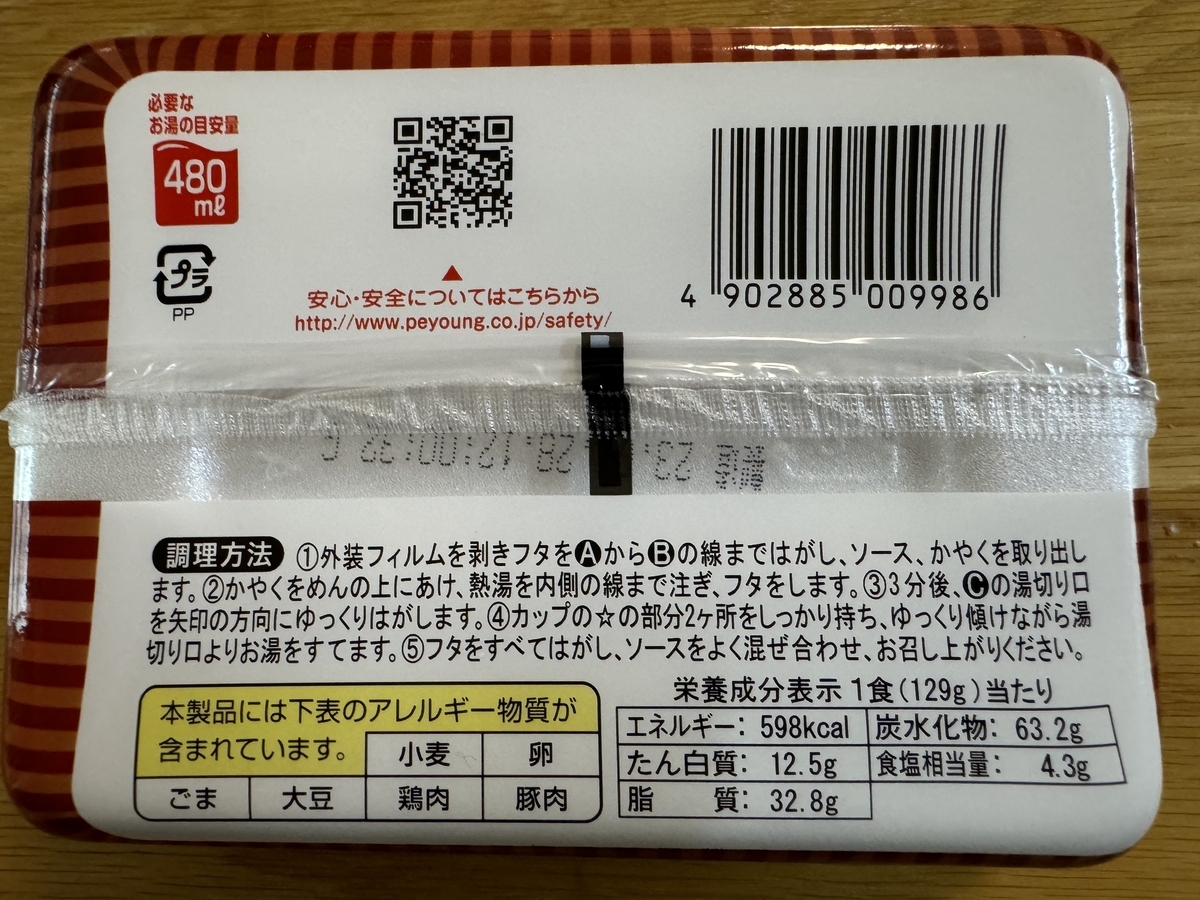 必要な
お湯の目安量
480
mℓ
プラ
PP
安心・安全についてはこちらから
http://www.peyoung.co.jp/safety/
4 902885 009986
調理方法 ①外装フィルムを剥きフタをAからBの線まではがし、ソース、かやくを取り出し
ます。②かやくをめんの上にあけ、熱湯を内側の線まで注ぎ、フタをします。③3分後、Cの湯切り口
を矢印の方向にゆっくりはがします。④カップの☆の部分2ヶ所をしっかり持ち、ゆっくり傾けながら湯
切り口よりお湯をすてます。⑤フタをすべてはがし、ソースをよく混ぜ合わせ、お召し上がりください。
本製品には下表のアレルギー物質が
含まれています。 小麦 卵
ごま 大豆 鶏肉 豚肉
栄養成分表示 1食(129g)当たり
エネルギー: 598kcal 炭水化物: 63.2g
たん白質: 12.5g 食塩相当量: 4.3g
脂質: 32.8g